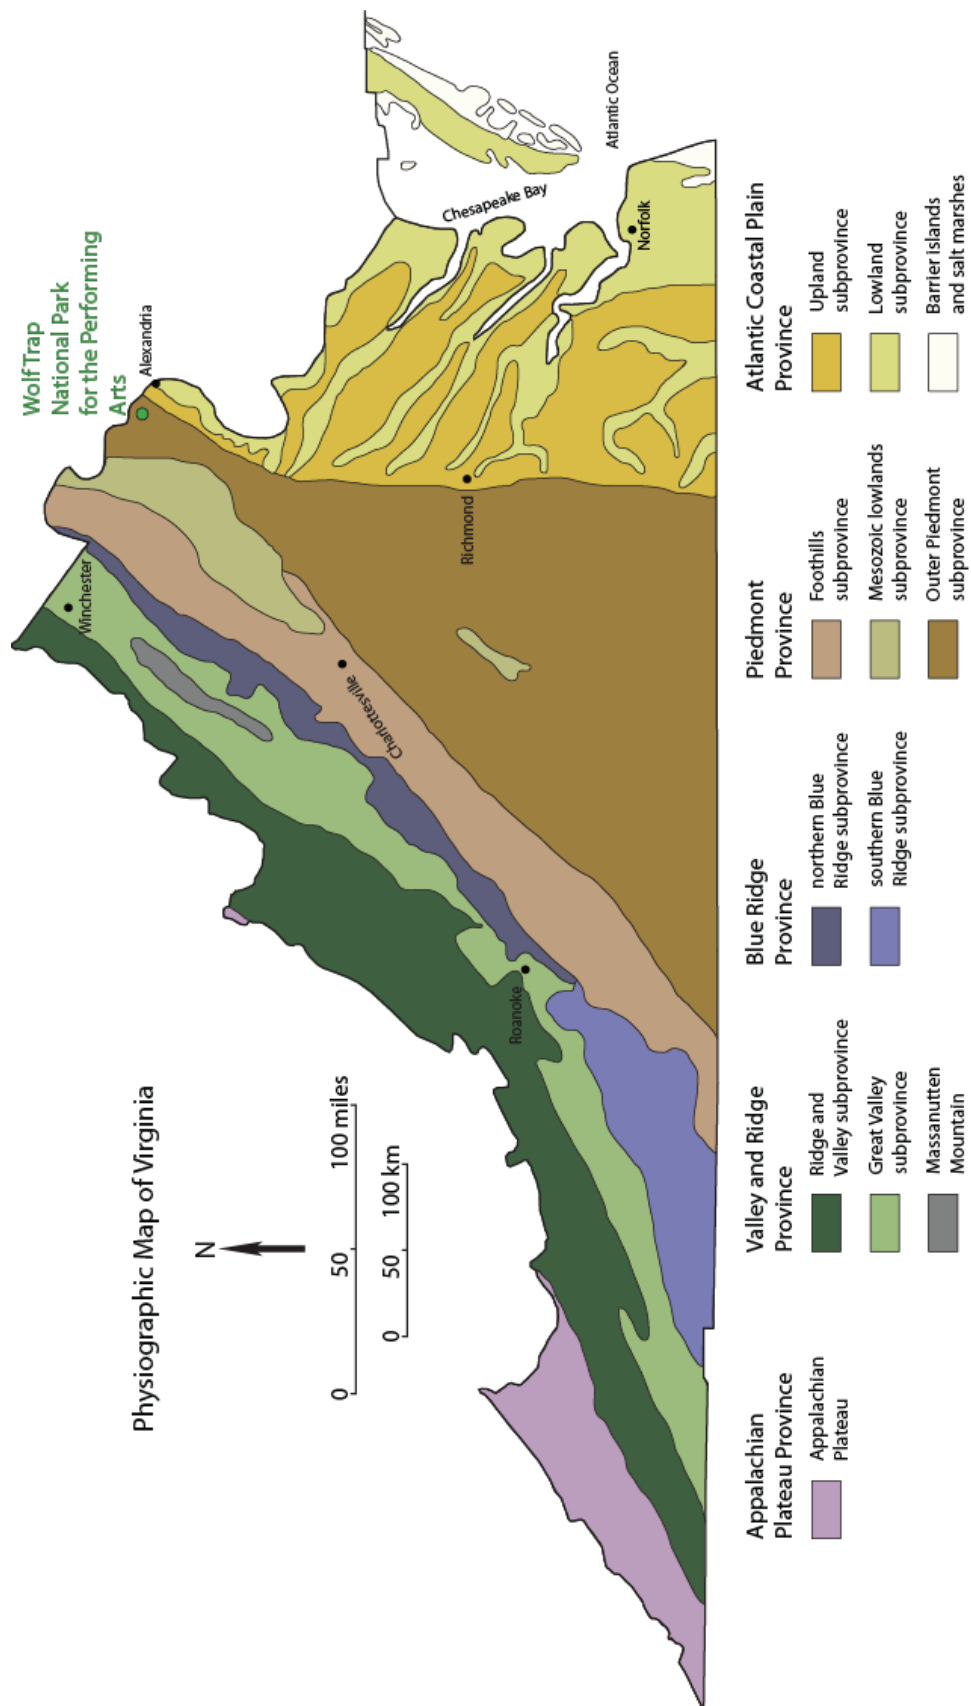 Physiographic Map of Virginia
N
0
50
100 miles
0
50
100 km
Wolf Trap
National Park
for the Performing
Arts
Alexandria
Winchester
Charlottesville
Richmond
Roanoke
Norfolk
Chesapeake Bay
Atlantic Ocean
Appalachian
Plateau Province
Appalachian
Plateau
Valley and Ridge
Province
Ridge and
Valley subprovince
Great Valley
subprovince
Massanutten
Mountain
Blue Ridge
Province
northern Blue
Ridge subprovince
southern Blue
Ridge subprovince
Piedmont
Province
Foothills
subprovince
Mesozoic lowlands
subprovince
Outer Piedmont
subprovince
Atlantic Coastal Plain
Province
Upland
subprovince
Lowland
subprovince
Barrier islands
and salt marshes